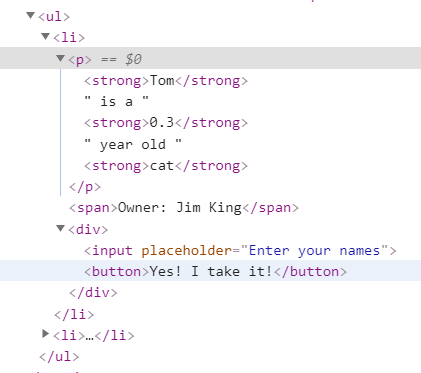 <ul>
<li>
<p> == $0
<strong>Tom</strong>
" is a "
<strong>0.3</strong>
" year old "
<strong>cat</strong>
</p>
<span>Owner: Jim King</span>
<div>
<input placeholder="Enter your names">
<button>Yes! I take it!</button>
</div>
</li>
<li>…</li>
</ul>